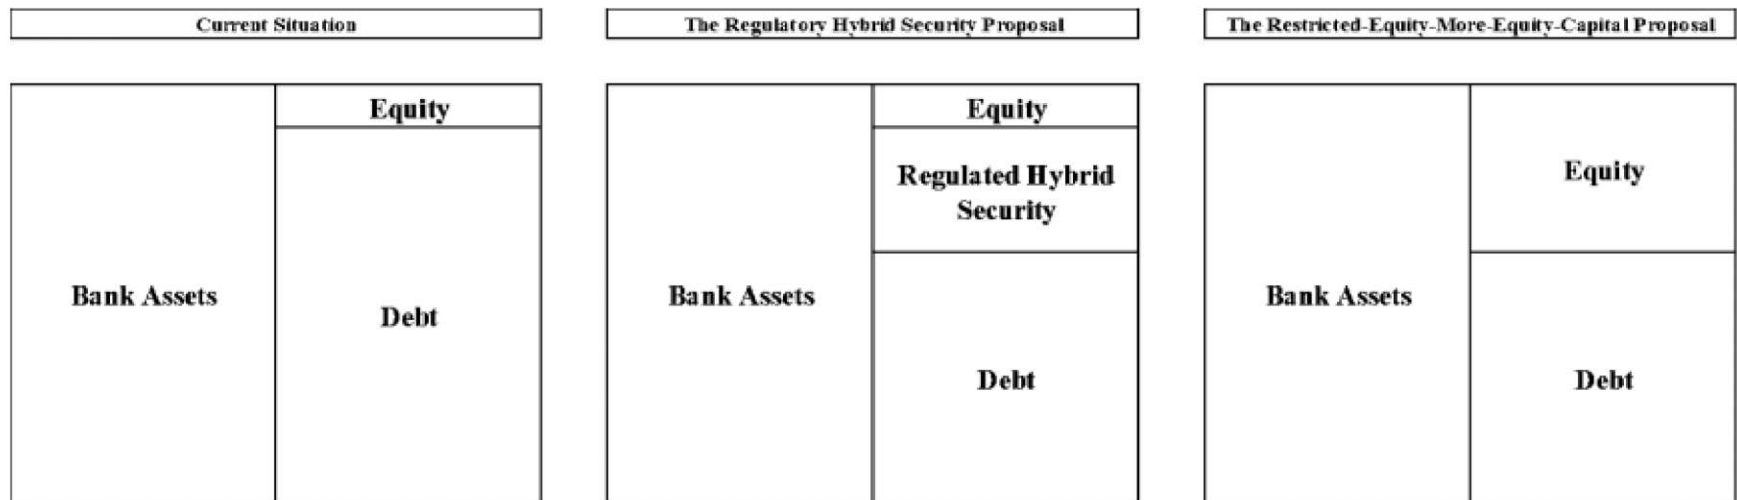 Current Situation
Equity
Bank Assets
Debt
The Regulatory Hybrid Security Proposal
Equity
Regulated Hybrid
Security
Bank Assets
Debt
The Restricted-Equity-More-Equity-Capital Proposal
Equity
Bank Assets
Debt